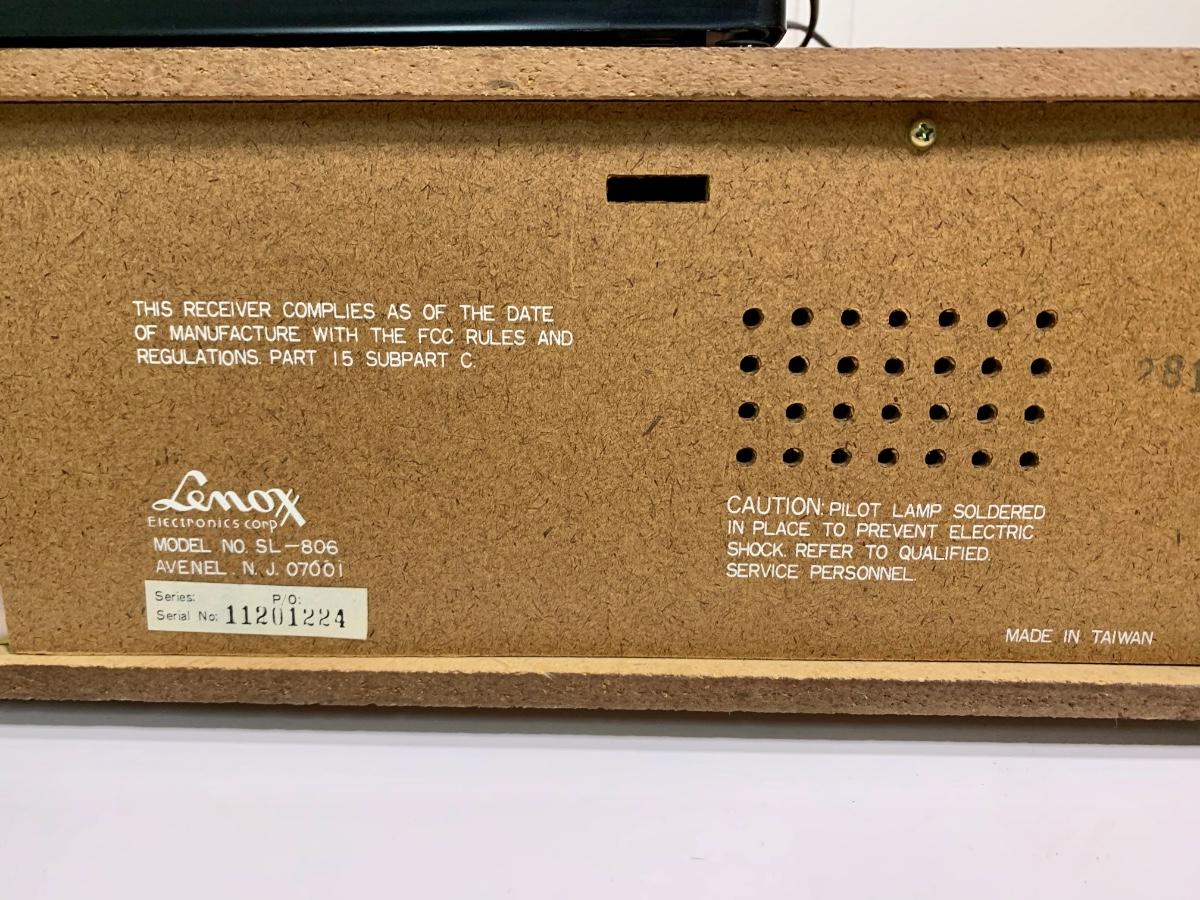 THIS RECEIVER COMPLIES AS OF THE DATE
OF MANUFACTURE WITH THE FCC RULES AND
REGULATIONS. PART 15 SUBPART C.
Lenoxx
Electronics corp
MODEL NO. SL-806
AVENEL N. J. 07001
Series: P/O:
Serial No: 11201224
CAUTION: PILOT LAMP SOLDERED
IN PLACE TO PREVENT ELECTRIC
SHOCK. REFER TO QUALIFIED.
SERVICE PERSONNEL.
MADE IN TAIWAN